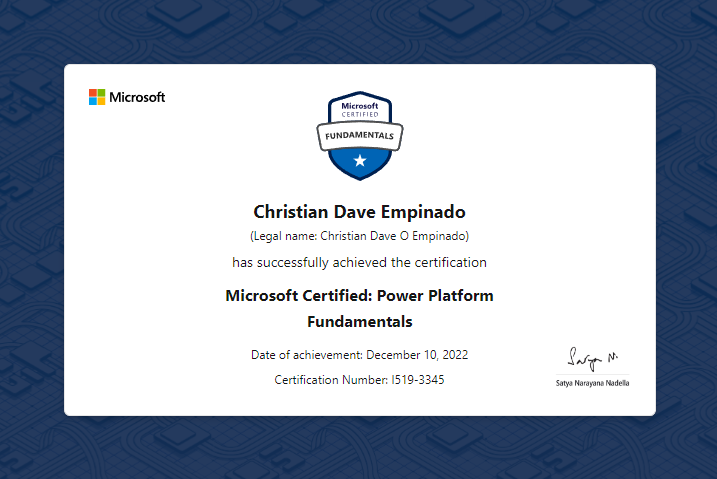 Microsoft
Microsoft
CERTIFIED
FUNDAMENTALS
Christian Dave Empinado
(Legal name: Christian Dave O Empinado)
has successfully achieved the certification
Microsoft Certified: Power Platform
Fundamentals
Date of achievement: December 10, 2022
Certification Number: I519-3345
Satya N.
Satya Narayana Nadella